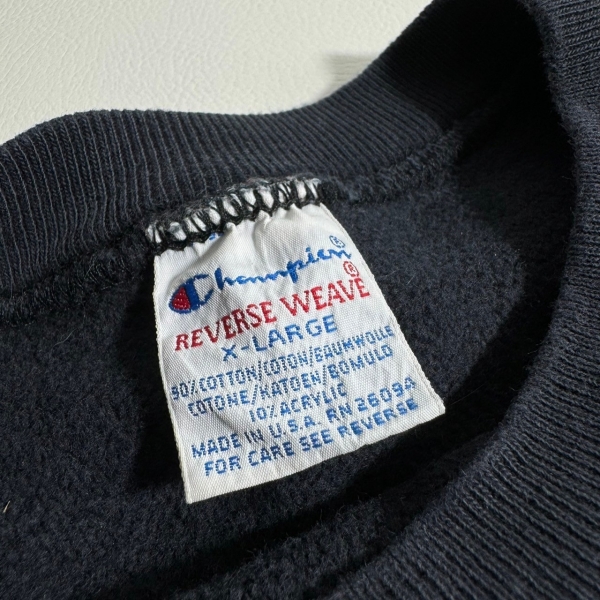 Champion®
REVERSE WEAVE®
X-LARGE
90%COTTON/COTON/BAUMWOLLE
COTONE/KATOEN/BOMULD
10% ACRYLIC
MADE IN U.S.A. RN 26094
FOR CARE SEE REVERSE